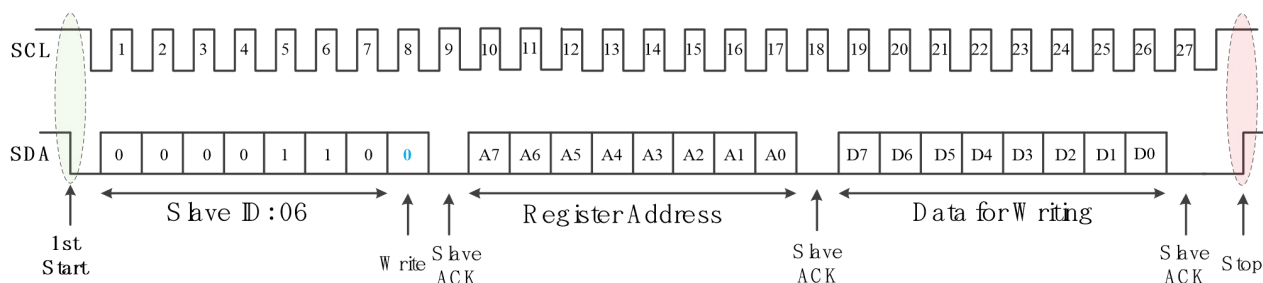 SCL 1 2 3 4 5 6 7 8 9 10 11 12 13 14 15 16 17 18 19 20 21 22 23 24 25 26 27
SDA 0 0 0 0 1 1 0 0 A7 A6 A5 A4 A3 A2 A1 A0 D7 D6 D5 D4 D3 D2 D1 D0
Slave ID:06 Register Address Data for Writing
1st Start
Write
Slave ACK
Slave ACK
Slave ACK
Stop